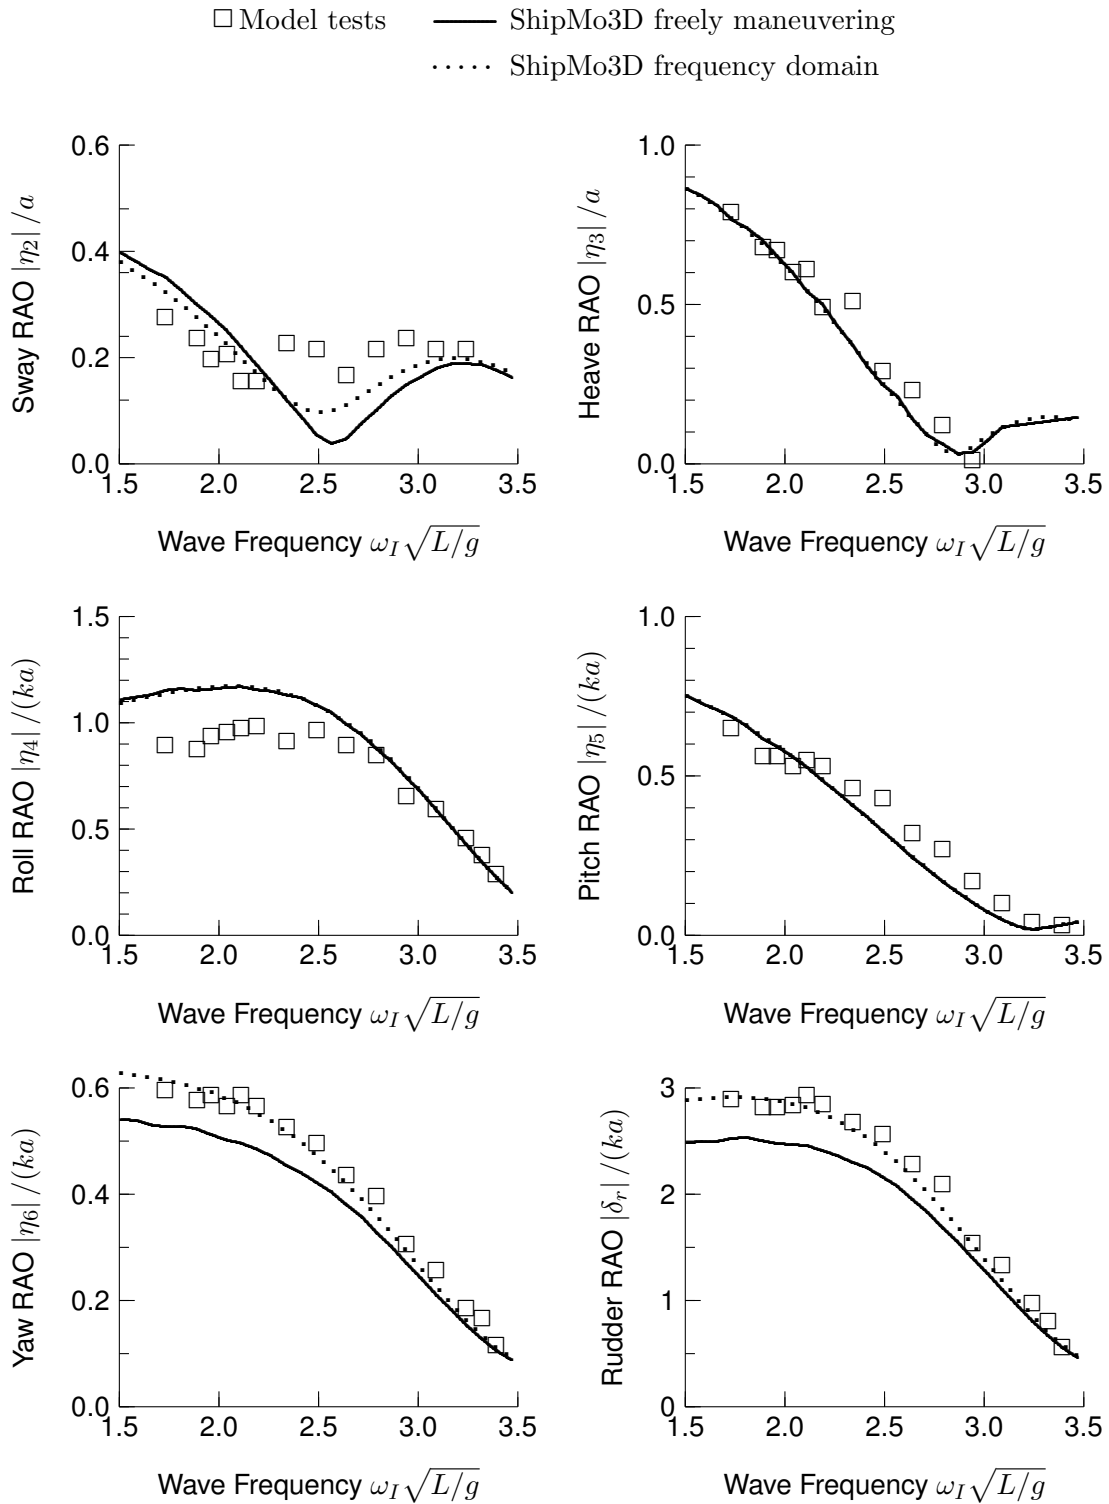 □ Model tests — ShipMo3D freely maneuvering
····· ShipMo3D frequency domain
Sway RAO |η₂| /a
0.6
0.4
0.2
0.0
1.5 2.0 2.5 3.0 3.5
Wave Frequency ω_I√(L/g)
Heave RAO |η₃| /a
1.0
0.5
0.0
1.5 2.0 2.5 3.0 3.5
Wave Frequency ω_I√(L/g)
Roll RAO |η₄| /(ka)
1.5
1.0
0.5
0.0
1.5 2.0 2.5 3.0 3.5
Wave Frequency ω_I√(L/g)
Pitch RAO |η₅| /(ka)
1.0
0.5
0.0
1.5 2.0 2.5 3.0 3.5
Wave Frequency ω_I√(L/g)
Yaw RAO |η₆| /(ka)
0.6
0.4
0.2
0.0
1.5 2.0 2.5 3.0 3.5
Wave Frequency ω_I√(L/g)
Rudder RAO |δᵣ| /(ka)
3
2
1
0
1.5 2.0 2.5 3.0 3.5
Wave Frequency ω_I√(L/g)